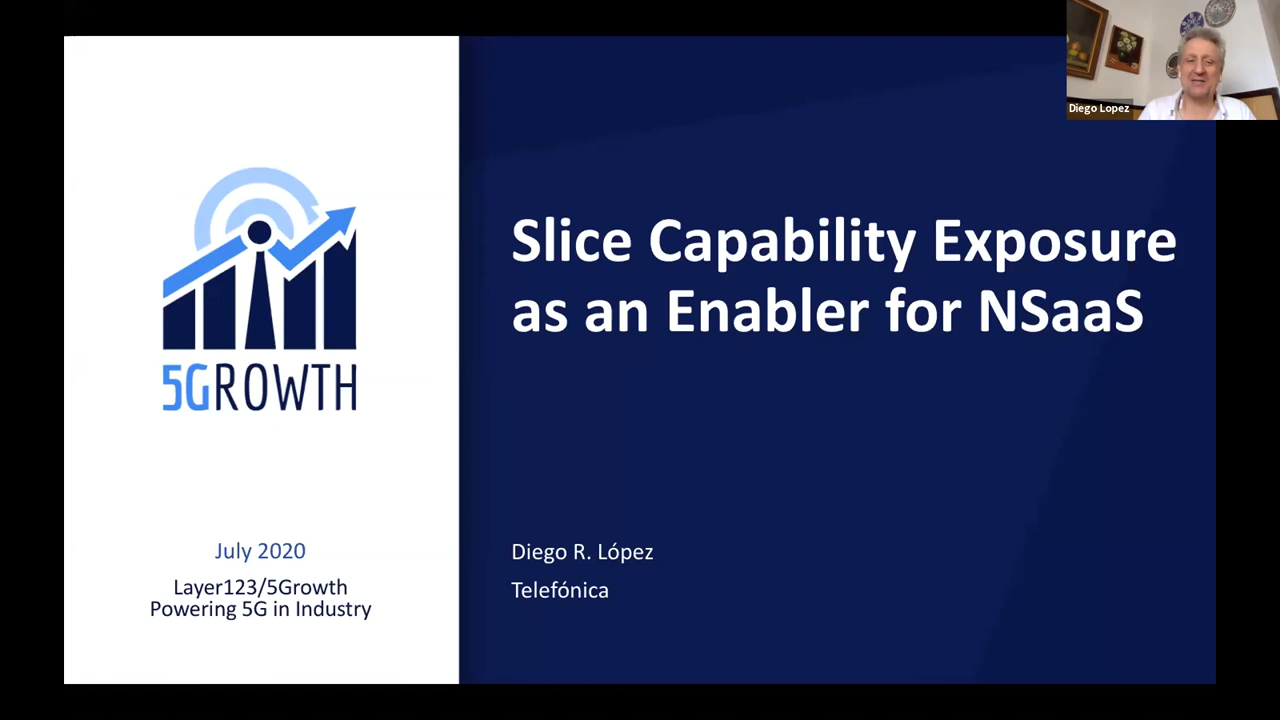 Diego Lopez
5GROWTH
Slice Capability Exposure
as an Enabler for NSaaS
July 2020
Layer123/5Growth
Powering 5G in Industry
Diego R. López
Telefónica